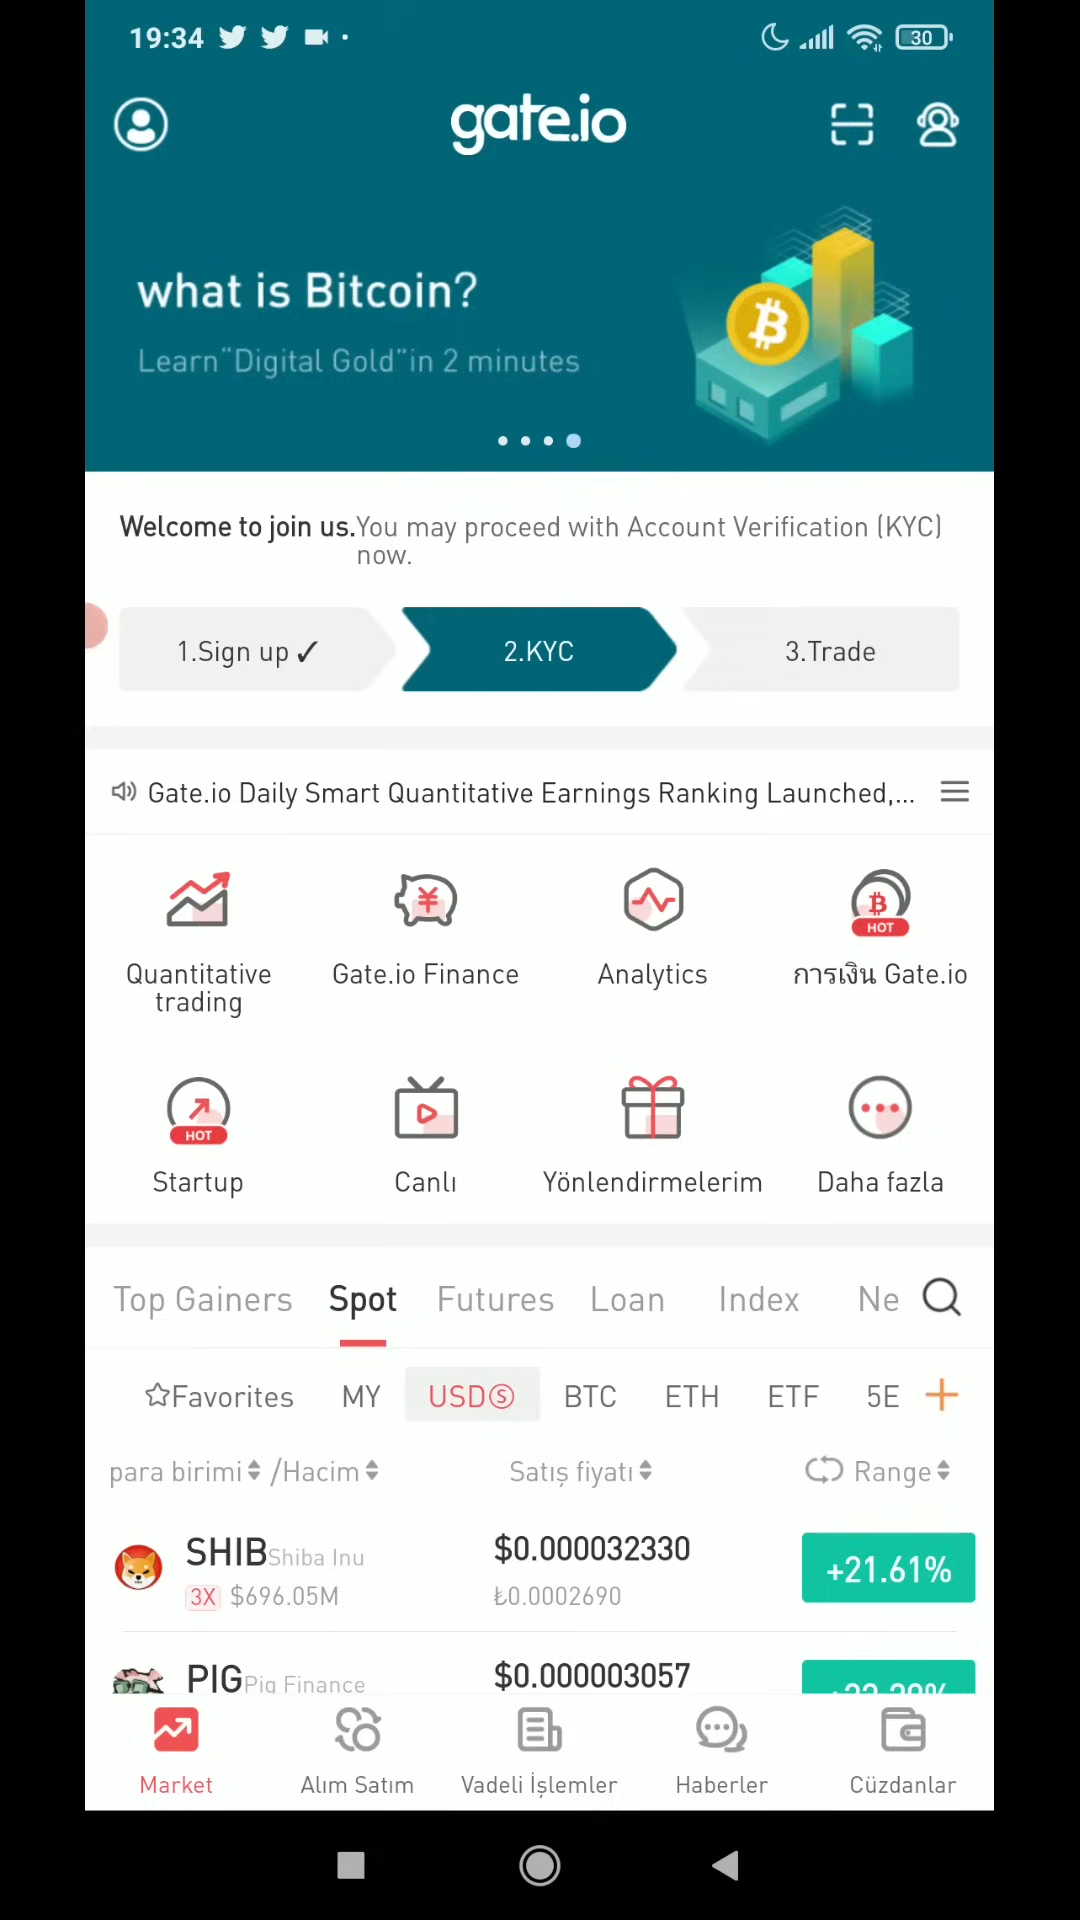 19:34
30
gate.io
what is Bitcoin?
Learn“Digital Gold”in 2 minutes
Welcome to join us.You may proceed with Account Verification (KYC)
now.
1.Sign up ✓ 2.KYC 3.Trade
Gate.io Daily Smart Quantitative Earnings Ranking Launched,...
HOT
Quantitative Gate.io Finance Analytics การเงิน Gate.io
trading
HOT
Startup Canlı Yönlendirmelerim Daha fazla
Top Gainers Spot Futures Loan Index Ne
Favorites MY USDⓈ BTC ETH ETF 5E +
para birimi /Hacim Satış fiyatı Range
SHIB Shiba Inu $0.000032330 +21.61%
3X $696.05M ₺0.0002690
PIG Pig Finance $0.000003057
Market Alım Satım Vadeli İşlemler Haberler Cüzdanlar